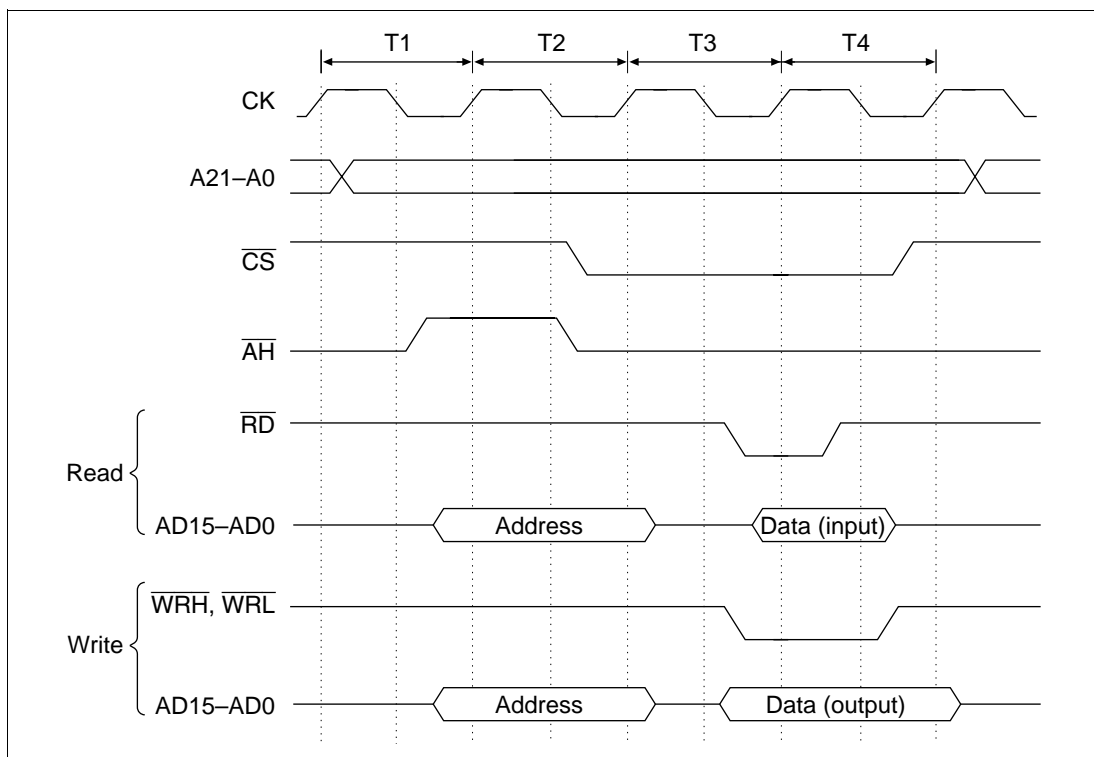 T1 T2 T3 T4
CK
A21–A0
CS
AH
RD
Read
AD15–AD0 Address Data (input)
WRH, WRL
Write
AD15–AD0 Address Data (output)